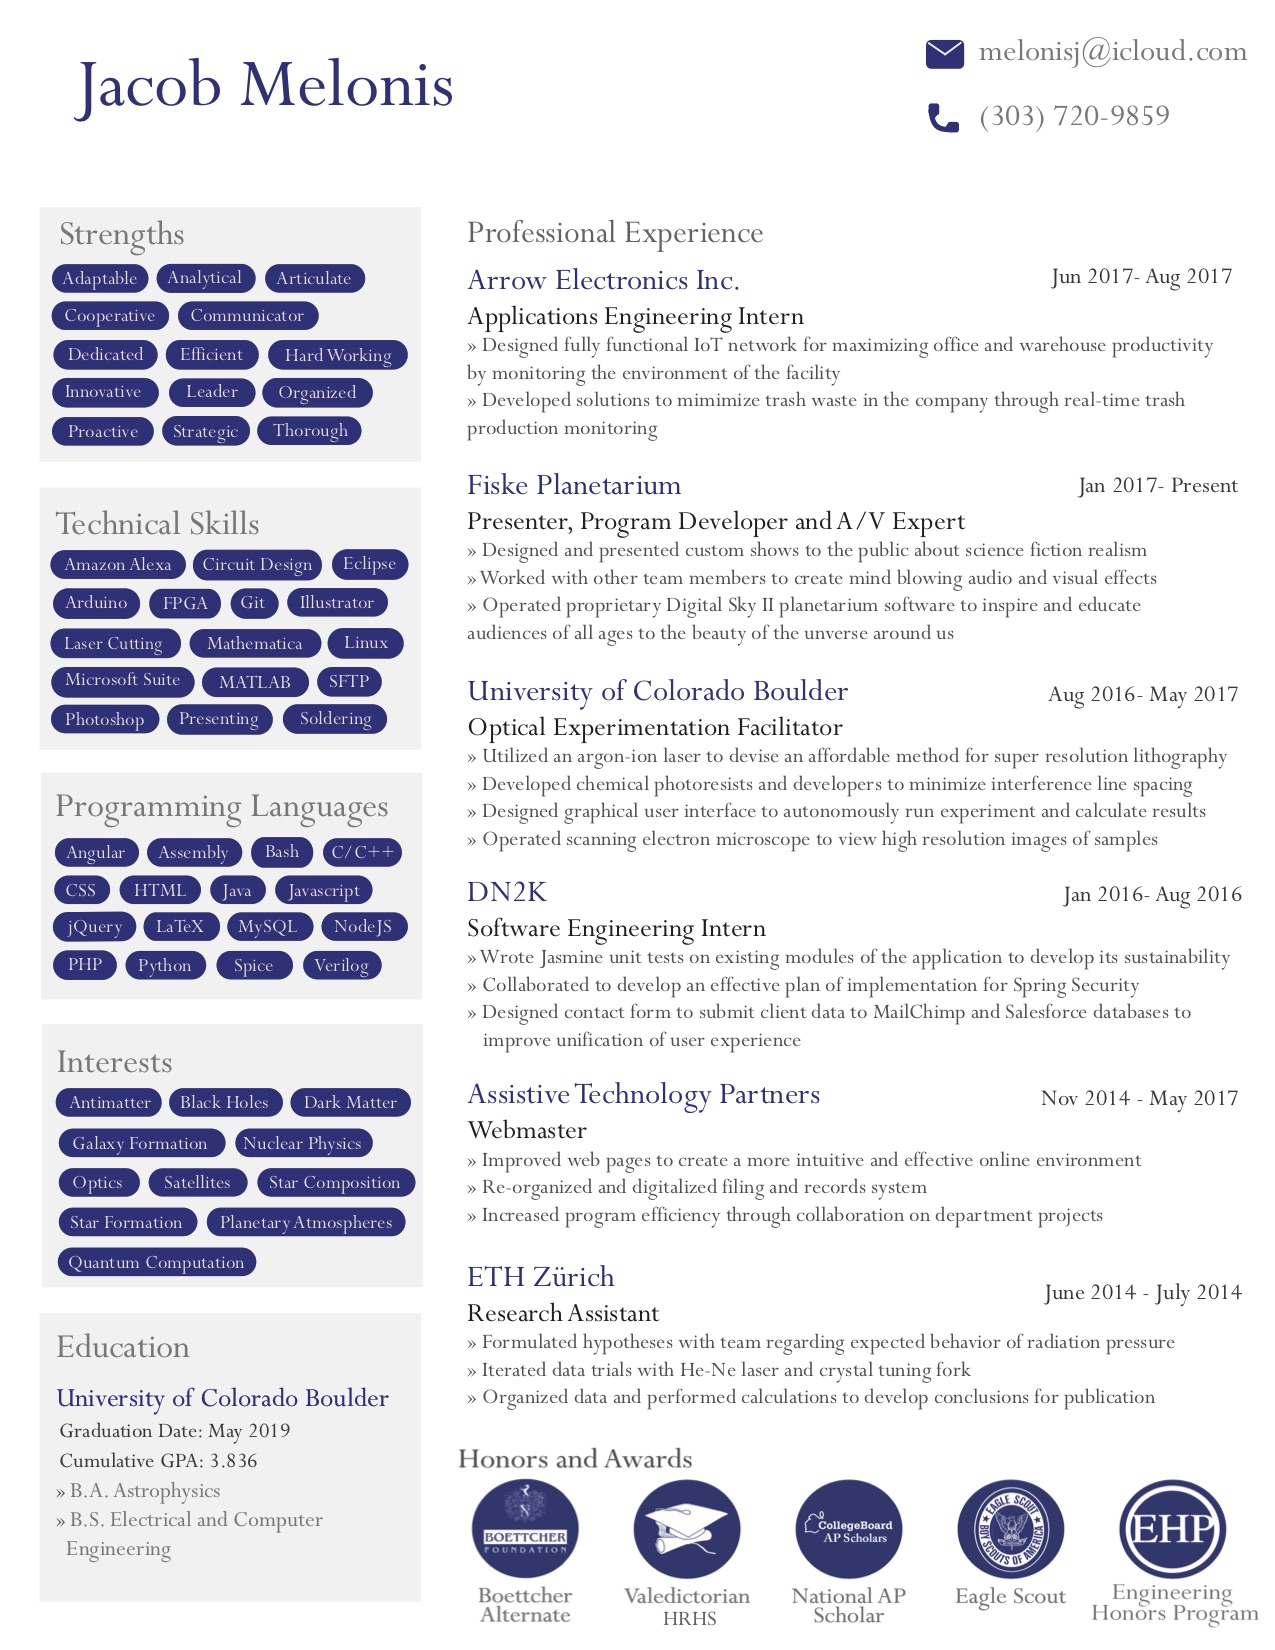 Jacob Melonis
melonisj@icloud.com
(303) 720-9859
Strengths
Adaptable Analytical Articulate
Cooperative Communicator
Dedicated Efficient Hard Working
Innovative Leader Organized
Proactive Strategic Thorough
Technical Skills
Amazon Alexa Circuit Design Eclipse
Arduino FPGA Git Illustrator
Laser Cutting Mathematica Linux
Microsoft Suite MATLAB SFTP
Photoshop Presenting Soldering
Programming Languages
Angular Assembly Bash C/C++
CSS HTML Java Javascript
jQuery LaTeX MySQL NodeJS
PHP Python Spice Verilog
Interests
Antimatter Black Holes Dark Matter
Galaxy Formation Nuclear Physics
Optics Satellites Star Composition
Star Formation Planetary Atmospheres
Quantum Computation
Education
University of Colorado Boulder
Graduation Date: May 2019
Cumulative GPA: 3.836
» B.A. Astrophysics
» B.S. Electrical and Computer
Engineering
Professional Experience
Arrow Electronics Inc. Jun 2017- Aug 2017
Applications Engineering Intern
» Designed fully functional IoT network for maximizing office and warehouse productivity
by monitoring the environment of the facility
» Developed solutions to mimimize trash waste in the company through real-time trash
production monitoring
Fiske Planetarium Jan 2017- Present
Presenter, Program Developer and A/V Expert
» Designed and presented custom shows to the public about science fiction realism
» Worked with other team members to create mind blowing audio and visual effects
» Operated proprietary Digital Sky II planetarium software to inspire and educate
audiences of all ages to the beauty of the unverse around us
University of Colorado Boulder Aug 2016- May 2017
Optical Experimentation Facilitator
» Utilized an argon-ion laser to devise an affordable method for super resolution lithography
» Developed chemical photoresists and developers to minimize interference line spacing
» Designed graphical user interface to autonomously run experiment and calculate results
» Operated scanning electron microscope to view high resolution images of samples
DN2K Jan 2016- Aug 2016
Software Engineering Intern
» Wrote Jasmine unit tests on existing modules of the application to develop its sustainability
» Collaborated to develop an effective plan of implementation for Spring Security
» Designed contact form to submit client data to MailChimp and Salesforce databases to
improve unification of user experience
Assistive Technology Partners Nov 2014 - May 2017
Webmaster
» Improved web pages to create a more intuitive and effective online environment
» Re-organized and digitalized filing and records system
» Increased program efficiency through collaboration on department projects
ETH Zürich June 2014 - July 2014
Research Assistant
» Formulated hypotheses with team regarding expected behavior of radiation pressure
» Iterated data trials with He-Ne laser and crystal tuning fork
» Organized data and performed calculations to develop conclusions for publication
Honors and Awards
N
BOETTCHER
FOUNDATION
Boettcher
Alternate
Valedictorian
HRHS
CollegeBoard
AP Scholars
National AP
Scholar
EAGLE SCOUT
BOY SCOUTS OF AMERICA
Eagle Scout
EHP
Engineering
Honors Program